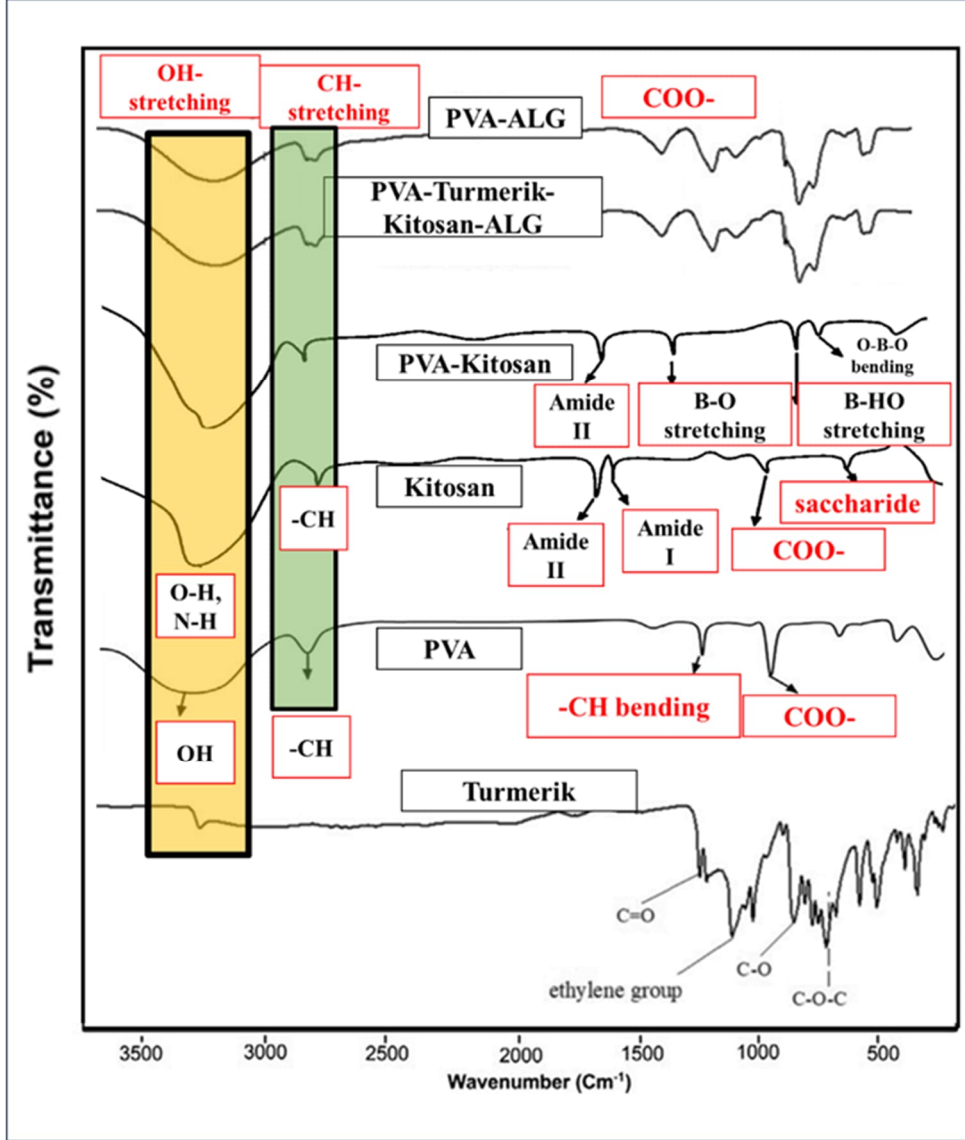 OH-
stretching
CH-
stretching
COO-
PVA-ALG
PVA-Turmerik-
Kitosan-ALG
PVA-Kitosan
O-B-O
bending
Amide
II
B-O
stretching
B-HO
stretching
Kitosan
-CH
saccharide
Amide
II
Amide
I
COO-
O-H,
N-H
PVA
-CH bending
COO-
OH
-CH
Turmerik
C=O
ethylene group
C-O
C-O-C
Transmittance (%)
3500 3000 2500 2000 1500 1000 500
Wavenumber (Cm⁻¹)